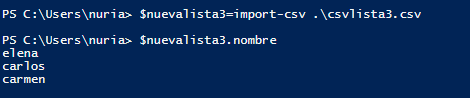 PS C:\Users\nuria> $nuevalista3=import-csv .\csvlista3.csv
PS C:\Users\nuria> $nuevalista3.nombre
elena
carlos
carmen